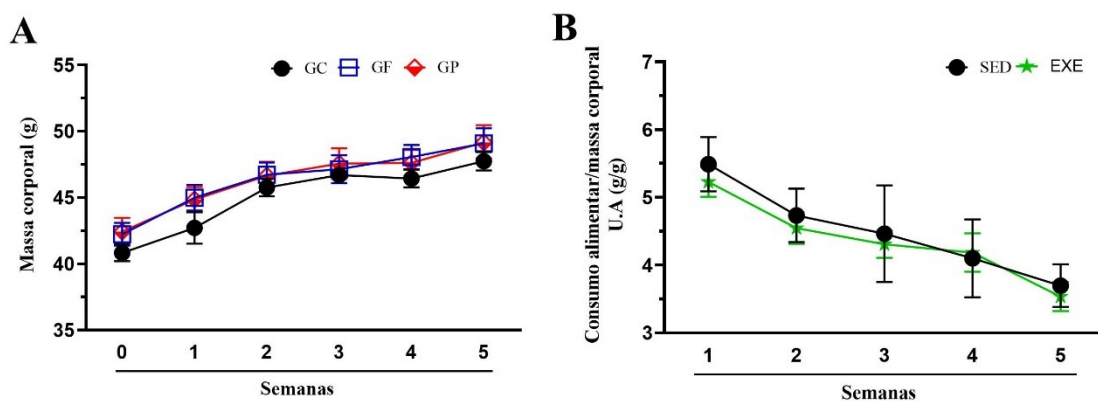 A
GC GF GP
Massa corporal (g)
55
50
45
40
35
0 1 2 3 4 5
Semanas
B
SED EXE
Consumo alimentar/massa corporal
U.A (g/g)
7
6
5
4
3
1 2 3 4 5
Semanas